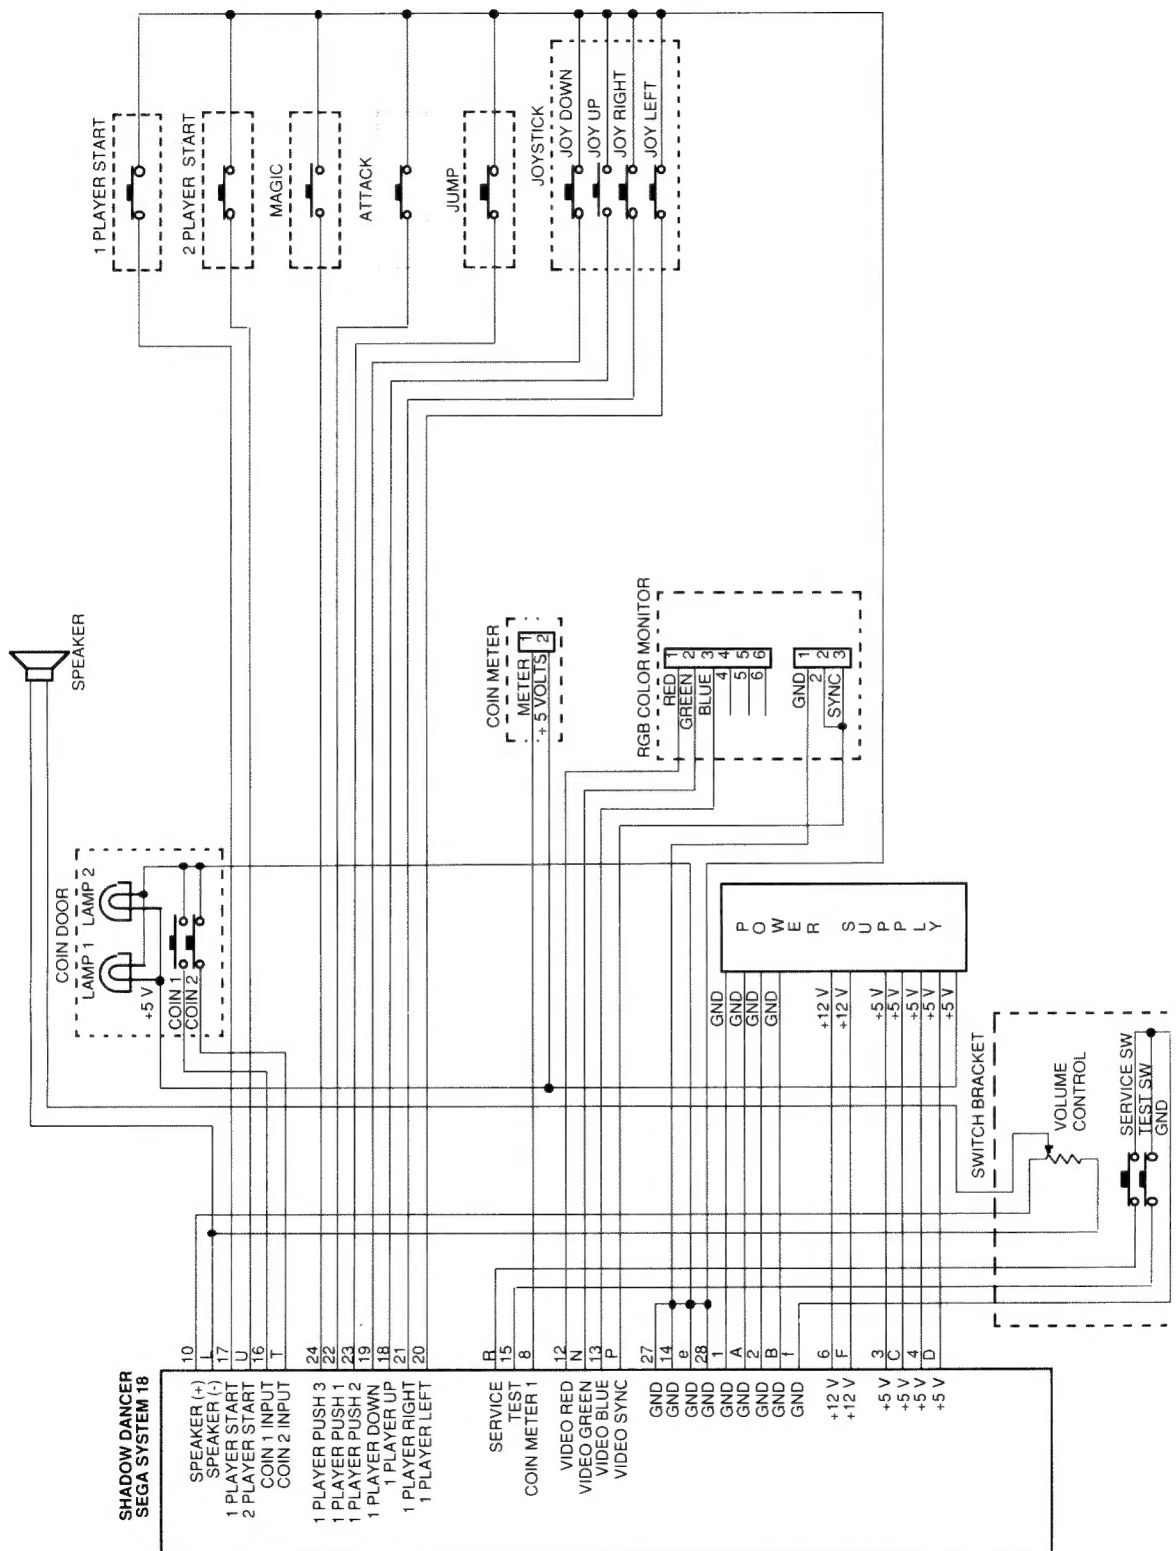 SHADOW DANCER
SEGA SYSTEM 18
SPEAKER (+) 10
SPEAKER (-) L
1 PLAYER START 17
2 PLAYER START U
COIN 1 INPUT 16
COIN 2 INPUT T
1 PLAYER PUSH 3 24
1 PLAYER PUSH 1 22
1 PLAYER PUSH 2 23
1 PLAYER DOWN 19
1 PLAYER UP 18
1 PLAYER RIGHT 21
1 PLAYER LEFT 20
SERVICE R
TEST 15
COIN METER 1 8
VIDEO RED 12
VIDEO GREEN N
VIDEO BLUE 13
VIDEO SYNC P
GND 27
GND 14
GND e
GND 28
GND 1
GND A
GND 2
GND B
GND f
+12 V 6
+12 V F
+5 V 3
+5 V C
+5 V 4
+5 V D
COIN DOOR
LAMP 1 LAMP 2
+5 V
COIN 1
COIN 2
SPEAKER
COIN METER
METER 1
+ 5 VOLTS 2
RGB COLOR MONITOR
RED 1
GREEN 2
BLUE 3
4 4
5 5
6 6
GND 1
2 2
SYNC 3
POWER SUPPLY
GND
GND
GND
GND
+12 V
+12 V
+5 V
+5 V
+5 V
+5 V
+5 V
SWITCH BRACKET
VOLUME
CONTROL
SERVICE SW
TEST SW
GND
1 PLAYER START
2 PLAYER START
MAGIC
ATTACK
JUMP
JOYSTICK
JOY DOWN
JOY UP
JOY RIGHT
JOY LEFT